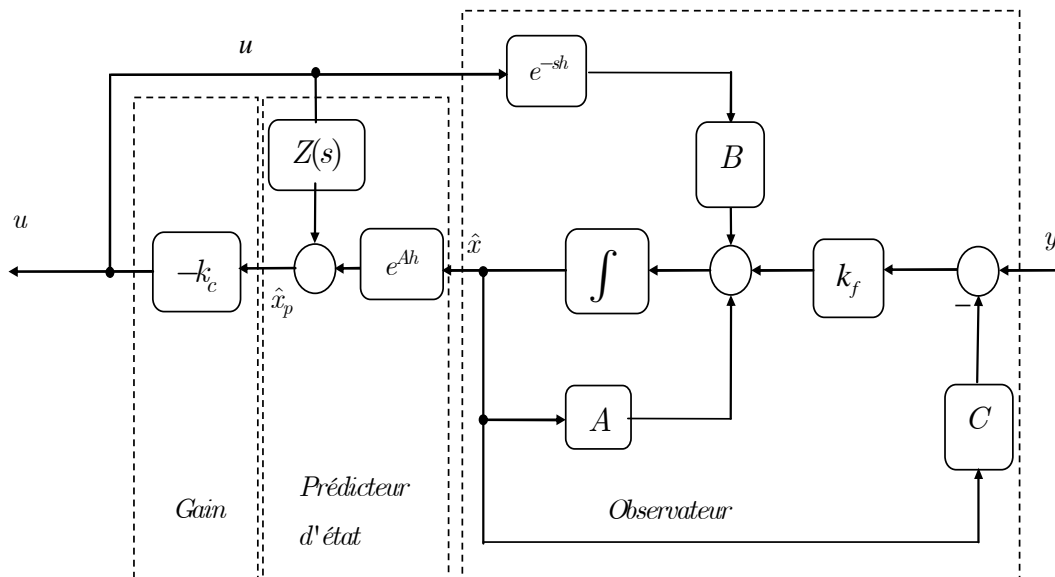 u
e^{-sh}
Z(s)
B
u
-k_c
x̂_p
e^{Ah}
x̂
∫
k_f
y
−
A
C
Gain
Prédicteur
d'état
Observateur